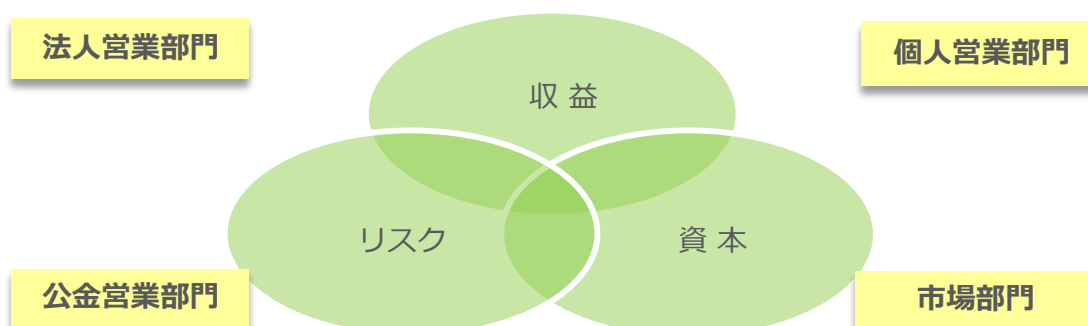 法人営業部門
個人営業部門
収 益
リスク
資 本
公金営業部門
市場部門